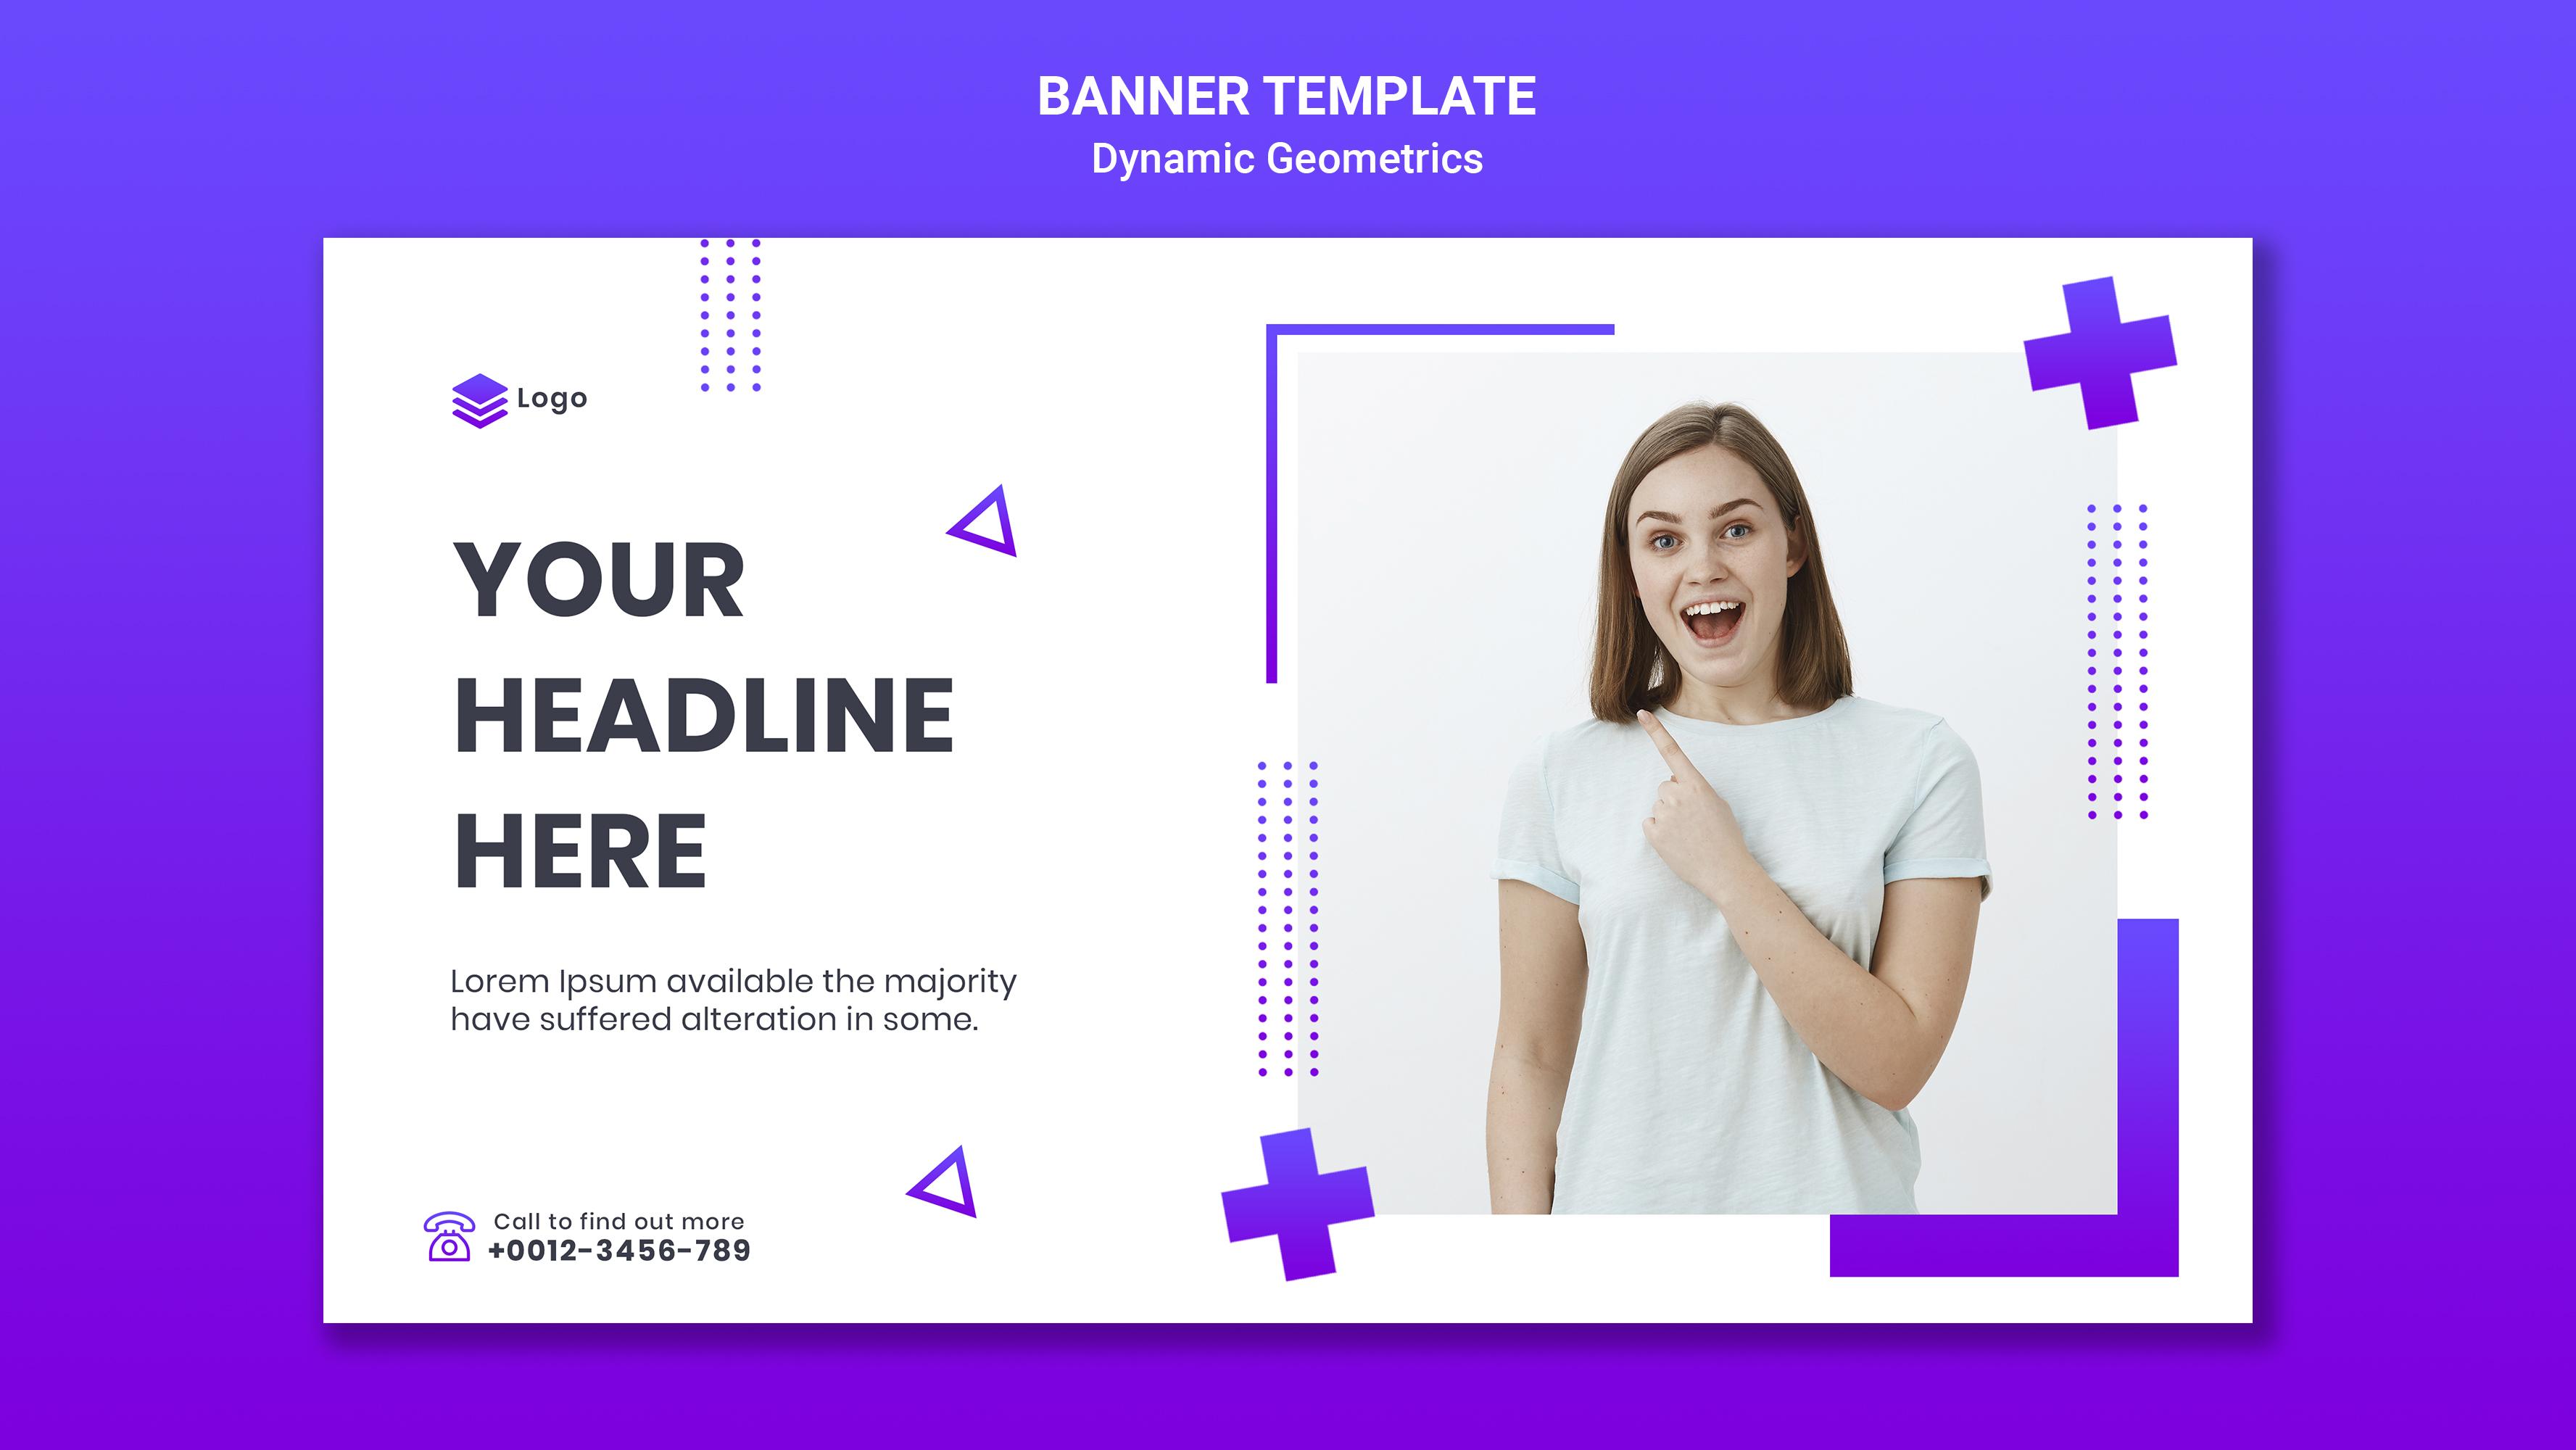 BANNER TEMPLATE
Dynamic Geometrics
Logo
YOUR
HEADLINE
HERE
Lorem Ipsum available the majority
have suffered alteration in some.
Call to find out more
+0012-3456-789